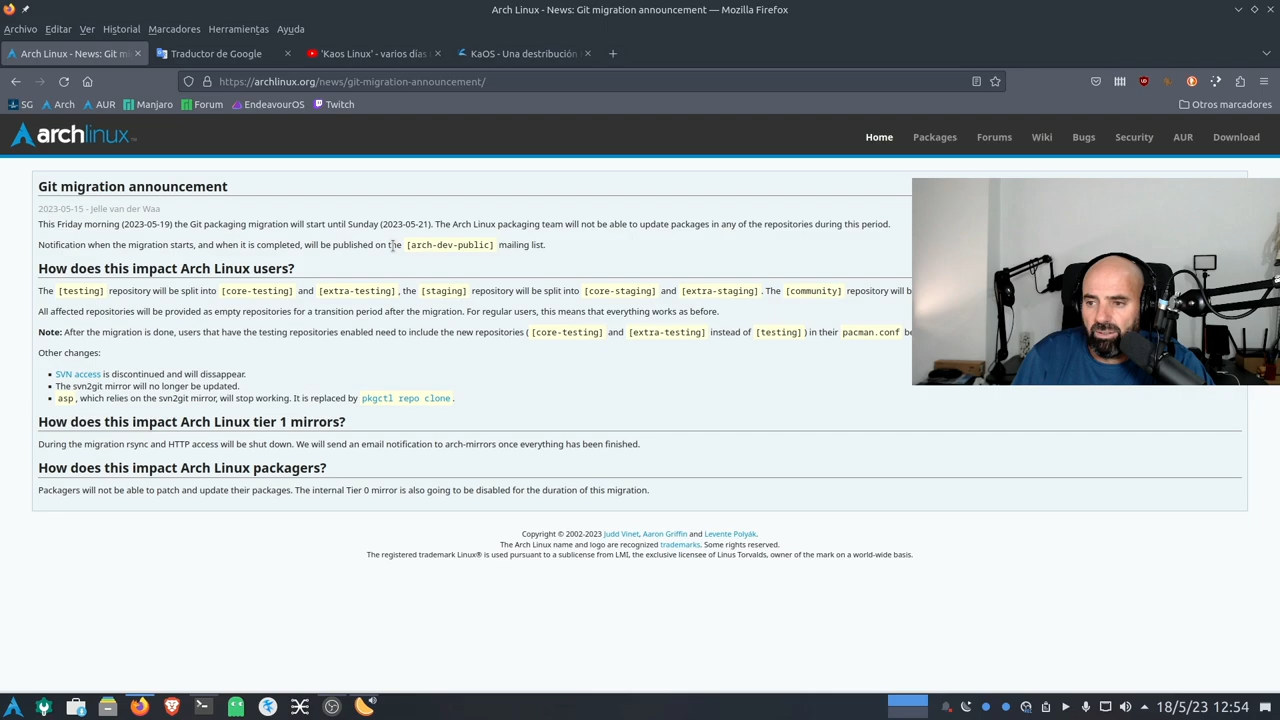 Arch Linux - News: Git migration announcement — Mozilla Firefox
Archivo Editar Ver Historial Marcadores Herramientas Ayuda
Arch Linux - News: Git mi
Traductor de Google
'Kaos Linux' - varios días
KaOS - Una destribución
https://archlinux.org/news/git-migration-announcement/
SG Arch AUR Manjaro Forum EndeavourOS Twitch Otros marcadores
archlinux
Home Packages Forums Wiki Bugs Security AUR Download
Git migration announcement
2023-05-15 - Jelle van der Waa
This Friday morning (2023-05-19) the Git packaging migration will start until Sunday (2023-05-21). The Arch Linux packaging team will not be able to update packages in any of the repositories during this period.
Notification when the migration starts, and when it is completed, will be published on the [arch-dev-public] mailing list.
How does this impact Arch Linux users?
The [testing] repository will be split into [core-testing] and [extra-testing], the [staging] repository will be split into [core-staging] and [extra-staging]. The [community] repository will b
All affected repositories will be provided as empty repositories for a transition period after the migration. For regular users, this means that everything works as before.
Note: After the migration is done, users that have the testing repositories enabled need to include the new repositories ([core-testing] and [extra-testing] instead of [testing]) in their pacman.conf be
Other changes:
SVN access is discontinued and will dissappear.
The svn2git mirror will no longer be updated.
asp, which relies on the svn2git mirror, will stop working. It is replaced by pkgctl repo clone.
How does this impact Arch Linux tier 1 mirrors?
During the migration rsync and HTTP access will be shut down. We will send an email notification to arch-mirrors once everything has been finished.
How does this impact Arch Linux packagers?
Packagers will not be able to patch and update their packages. The internal Tier 0 mirror is also going to be disabled for the duration of this migration.
Copyright © 2002-2023 Judd Vinet, Aaron Griffin and Levente Polyák.
The Arch Linux name and logo are recognized trademarks. Some rights reserved.
The registered trademark Linux® is used pursuant to a sublicense from LMI, the exclusive licensee of Linus Torvalds, owner of the mark on a world-wide basis.
18/5/23 12:54